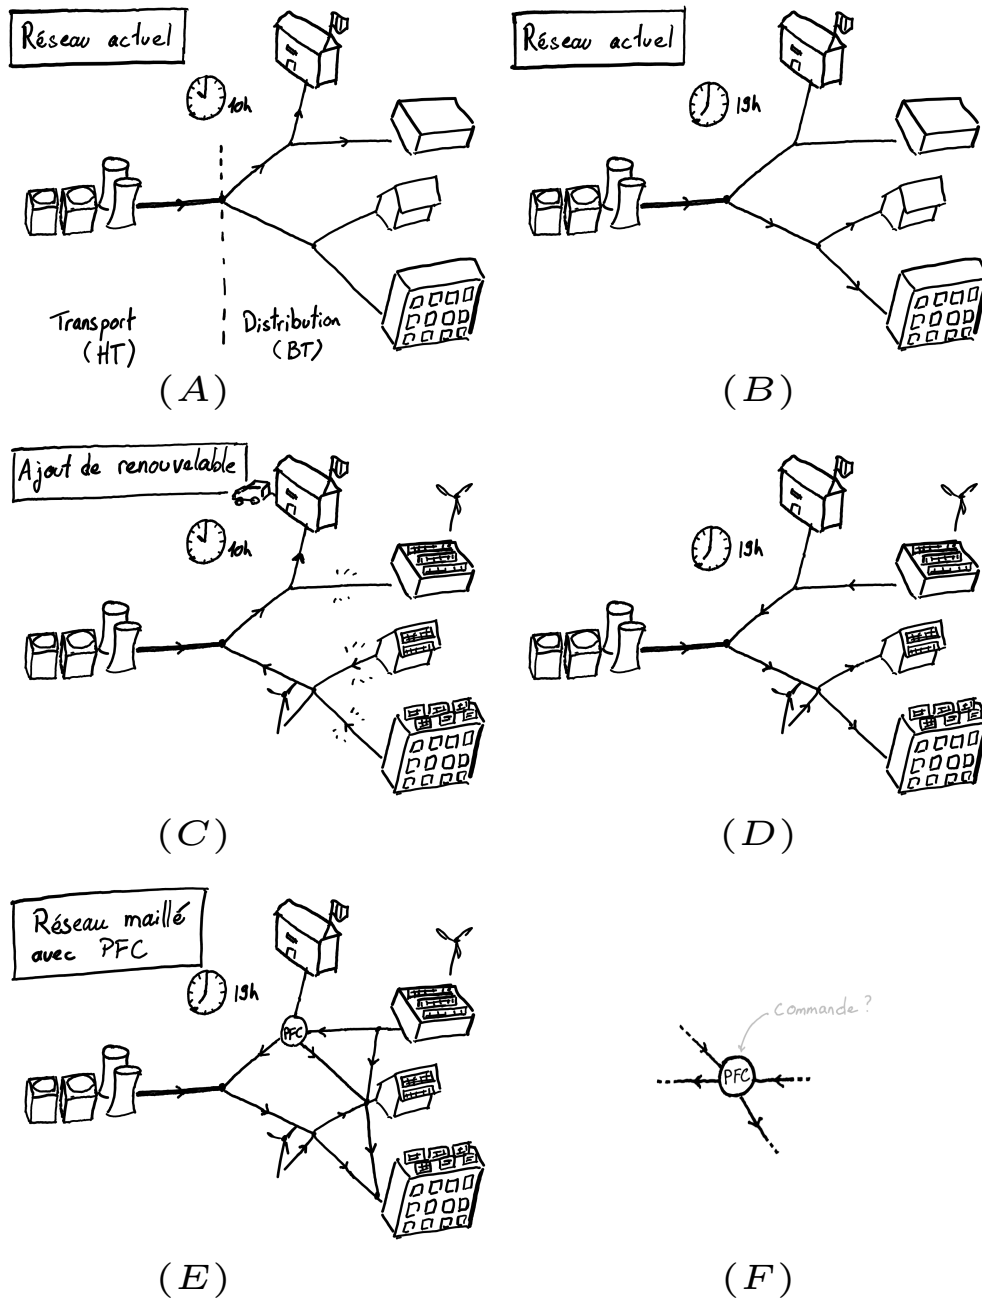 Réseau actuel
10h
Transport
(HT)
Distribution
(BT)
(A)
Réseau actuel
19h
(B)
Ajout de renouvelable
10h
(C)
19h
(D)
Réseau maillé
avec PFC
19h
PFC
(E)
Commande ?
PFC
(F)